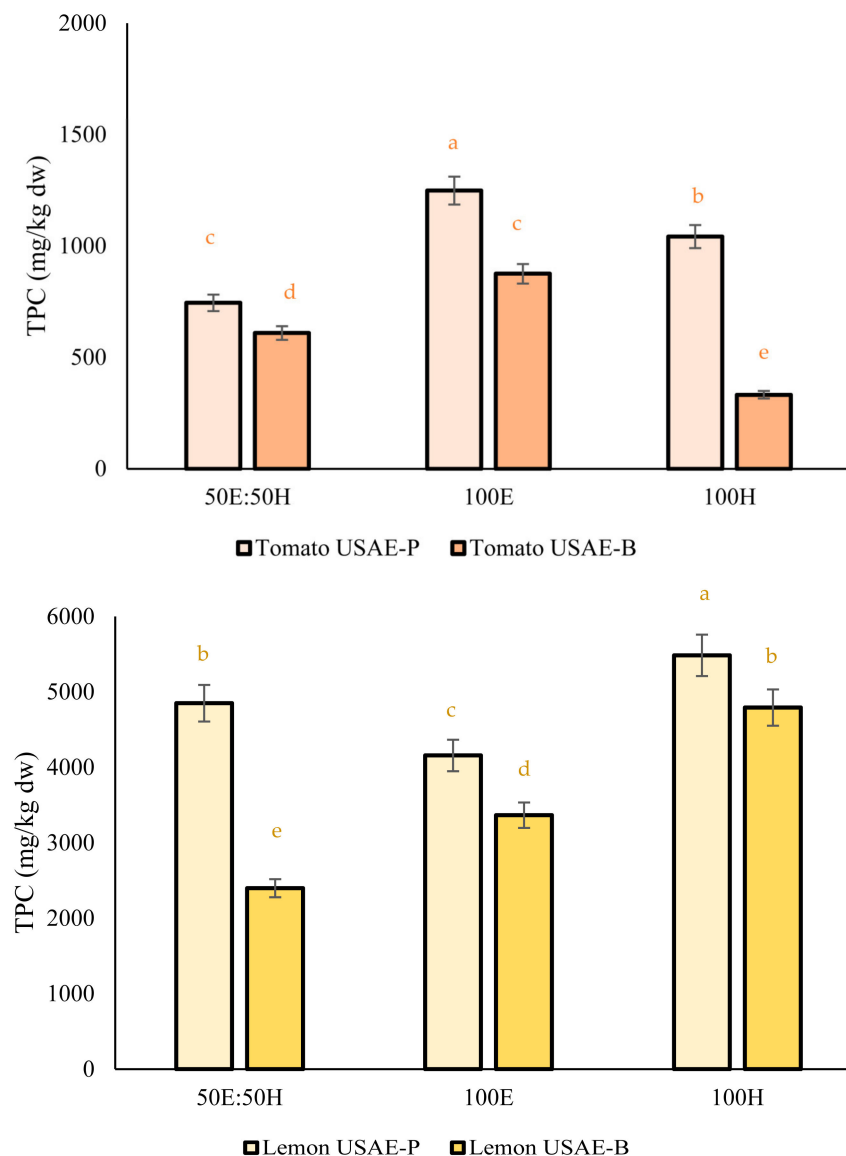 2000
a
1500
b
TPC (mg/kg dw)
c
c
1000
d
e
500
0
50E:50H 100E 100H
Tomato USAE-P Tomato USAE-B
6000
a
b
b
5000
c
d
TPC (mg/kg dw)
4000
e
3000
2000
1000
0
50E:50H 100E 100H
Lemon USAE-P Lemon USAE-B